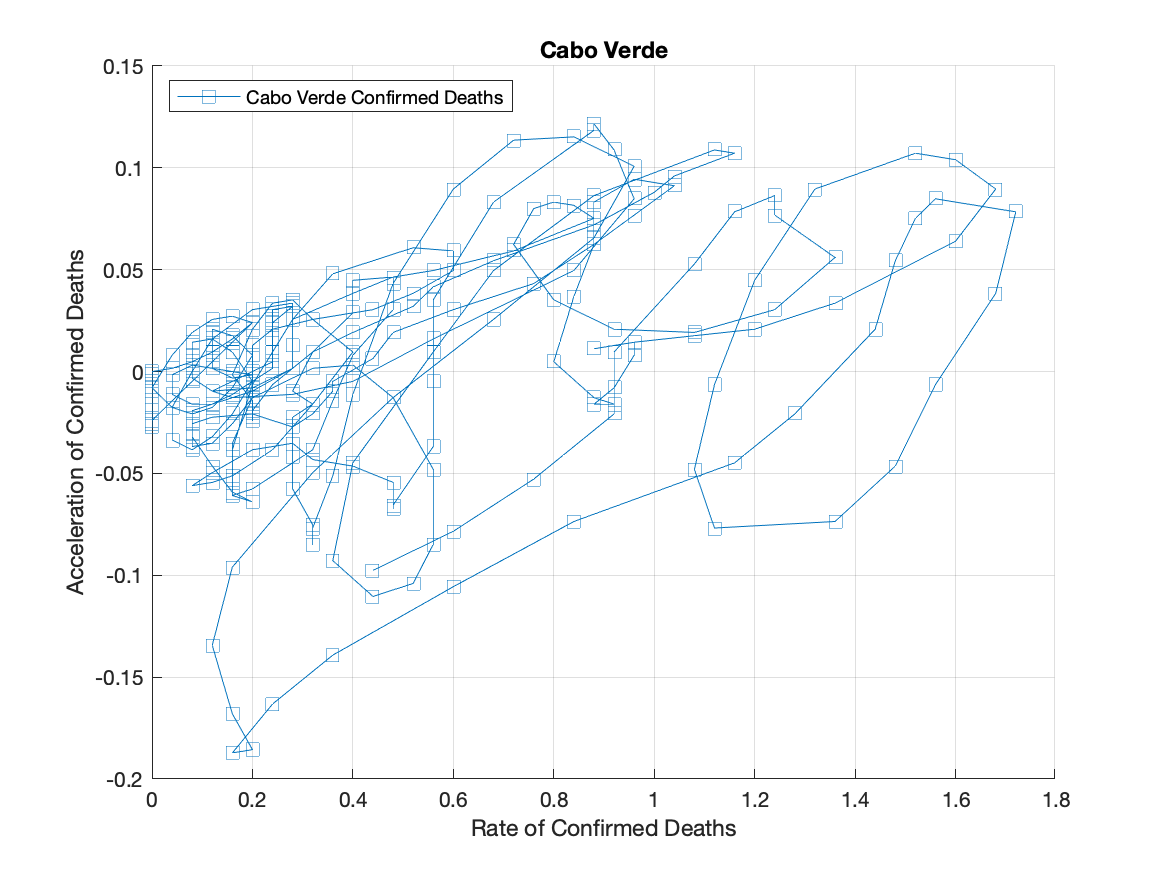 Cabo Verde
Cabo Verde Confirmed Deaths
0.15
0.1
0.05
0
-0.05
-0.1
-0.15
-0.2
Acceleration of Confirmed Deaths
0 0.2 0.4 0.6 0.8 1 1.2 1.4 1.6 1.8
Rate of Confirmed Deaths